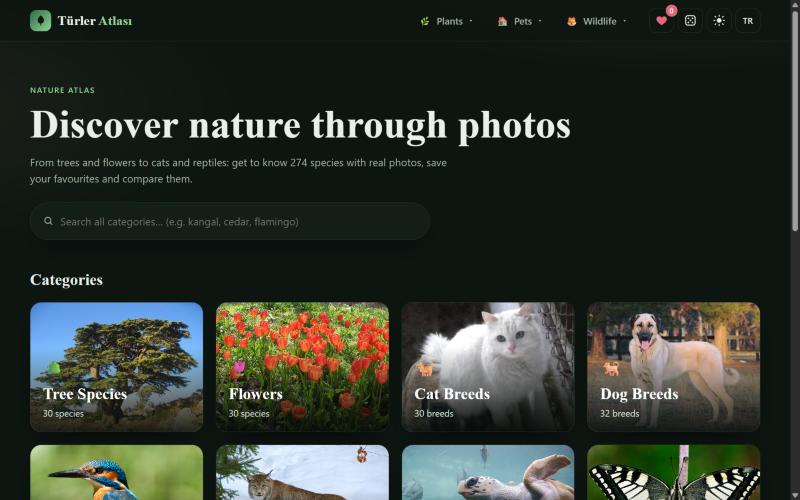 Türler Atlası
Plants
Pets
Wildlife
0
TR
NATURE ATLAS
Discover nature through photos
From trees and flowers to cats and reptiles: get to know 274 species with real photos, save
your favourites and compare them.
Search all categories... (e.g. kangal, cedar, flamingo)
Categories
Tree Species
30 species
Flowers
30 species
Cat Breeds
30 breeds
Dog Breeds
32 breeds